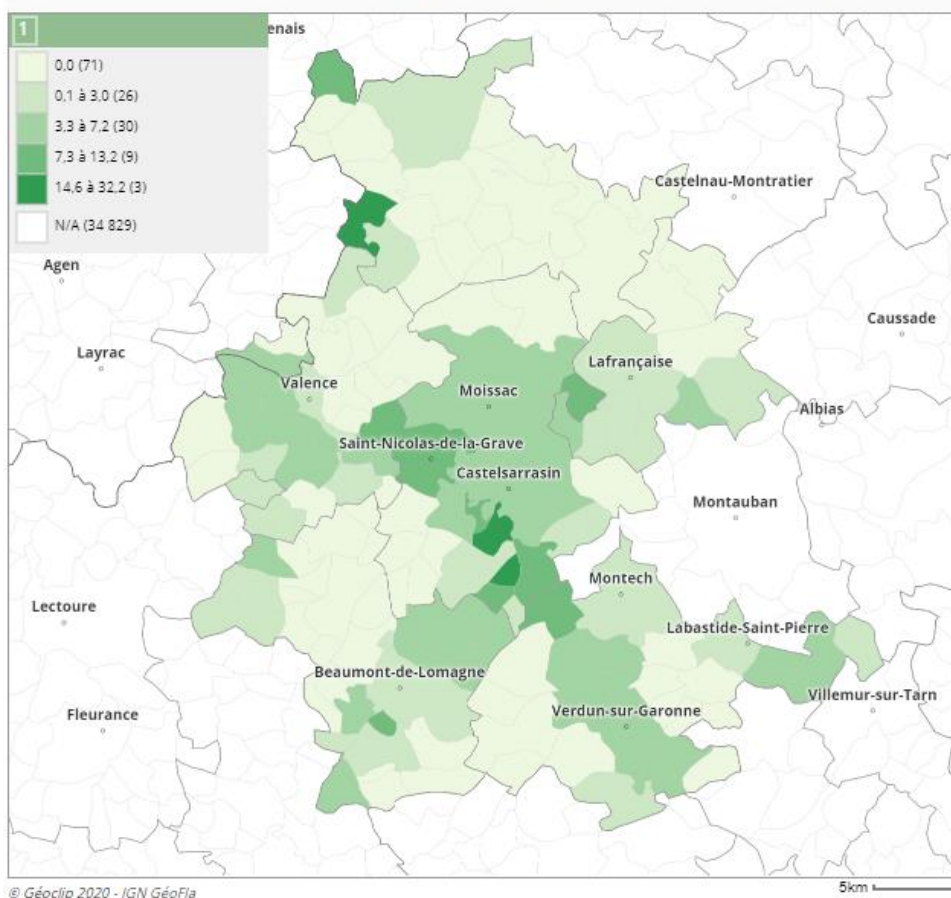 1
enais
0,0 (71)
0,1 à 3,0 (26)
3,3 à 7,2 (30)
7,3 à 13,2 (9)
14,6 à 32,2 (3)
N/A (34 829)
Castelnau-Montratier
Agen
Caussade
Layrac
Lafrançaise
Valence
Moissac
Albias
Saint-Nicolas-de-la-Grave
Castelsarrasin
Montauban
Montech
Lectoure
Labastide-Saint-Pierre
Beaumont-de-Lomagne
Villemur-sur-Tarn
Fleurance
Verdun-sur-Garonne
© Géoclip 2020 - IGN GéoFla
5km